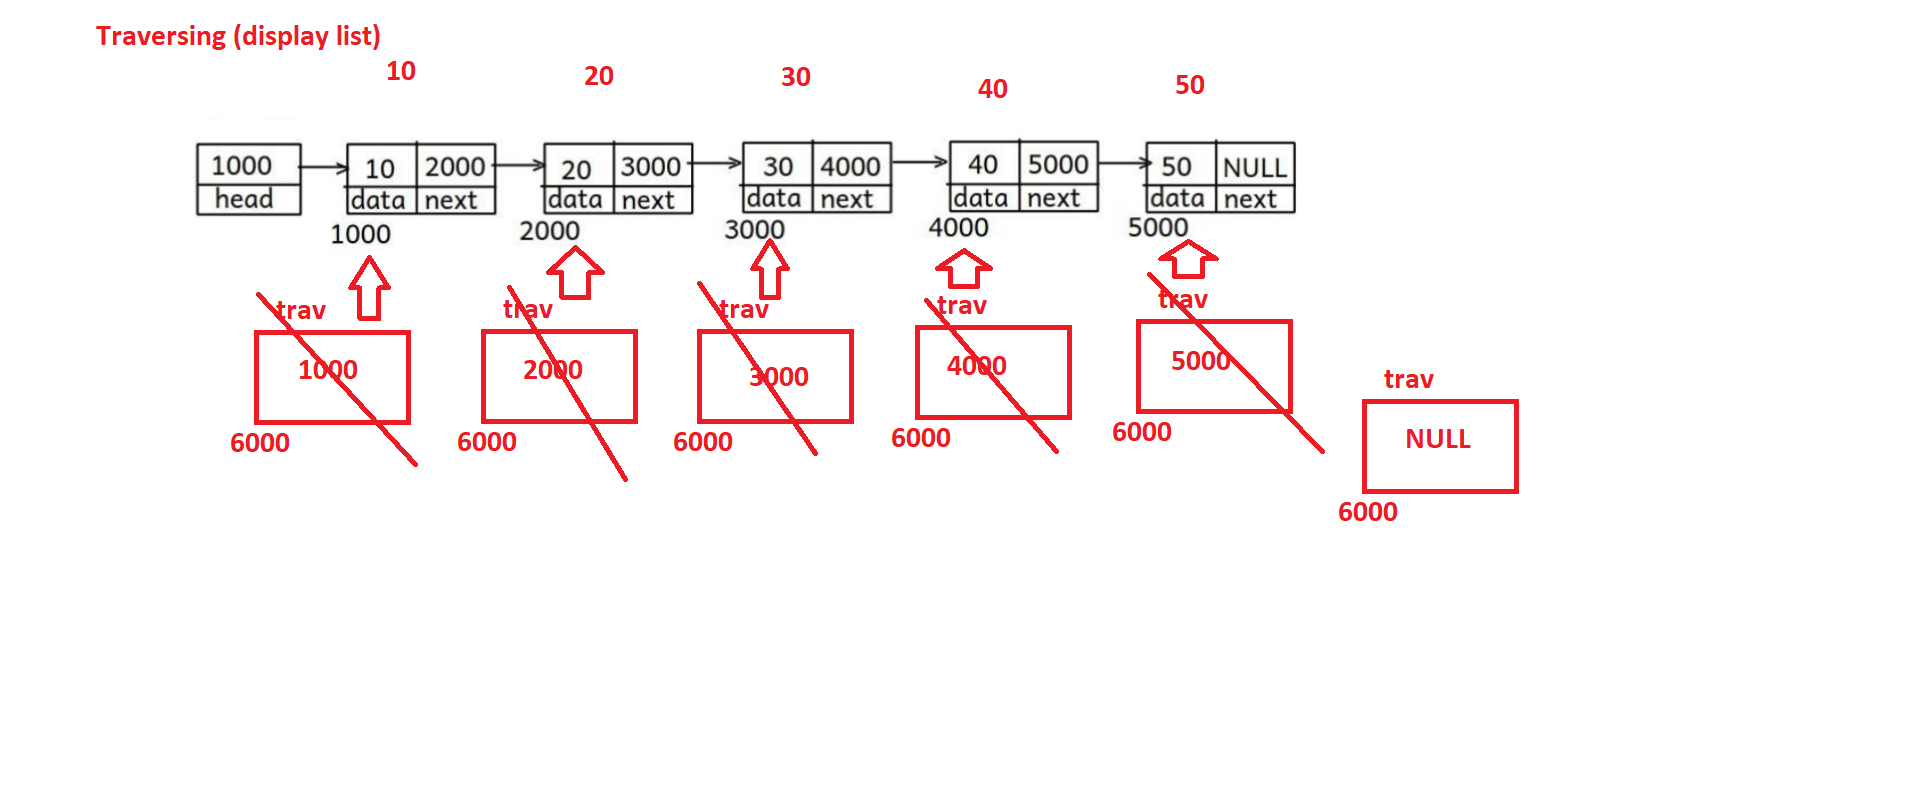 Traversing (display list)
10 20 30 40 50
1000 10 2000 20 3000 30 4000 40 5000 50 NULL
head data next data next data next data next data next
1000 2000 3000 4000 5000
trav trav trav trav trav
1000 2000 3000 4000 5000
6000 6000 6000 6000 6000
trav
NULL
6000